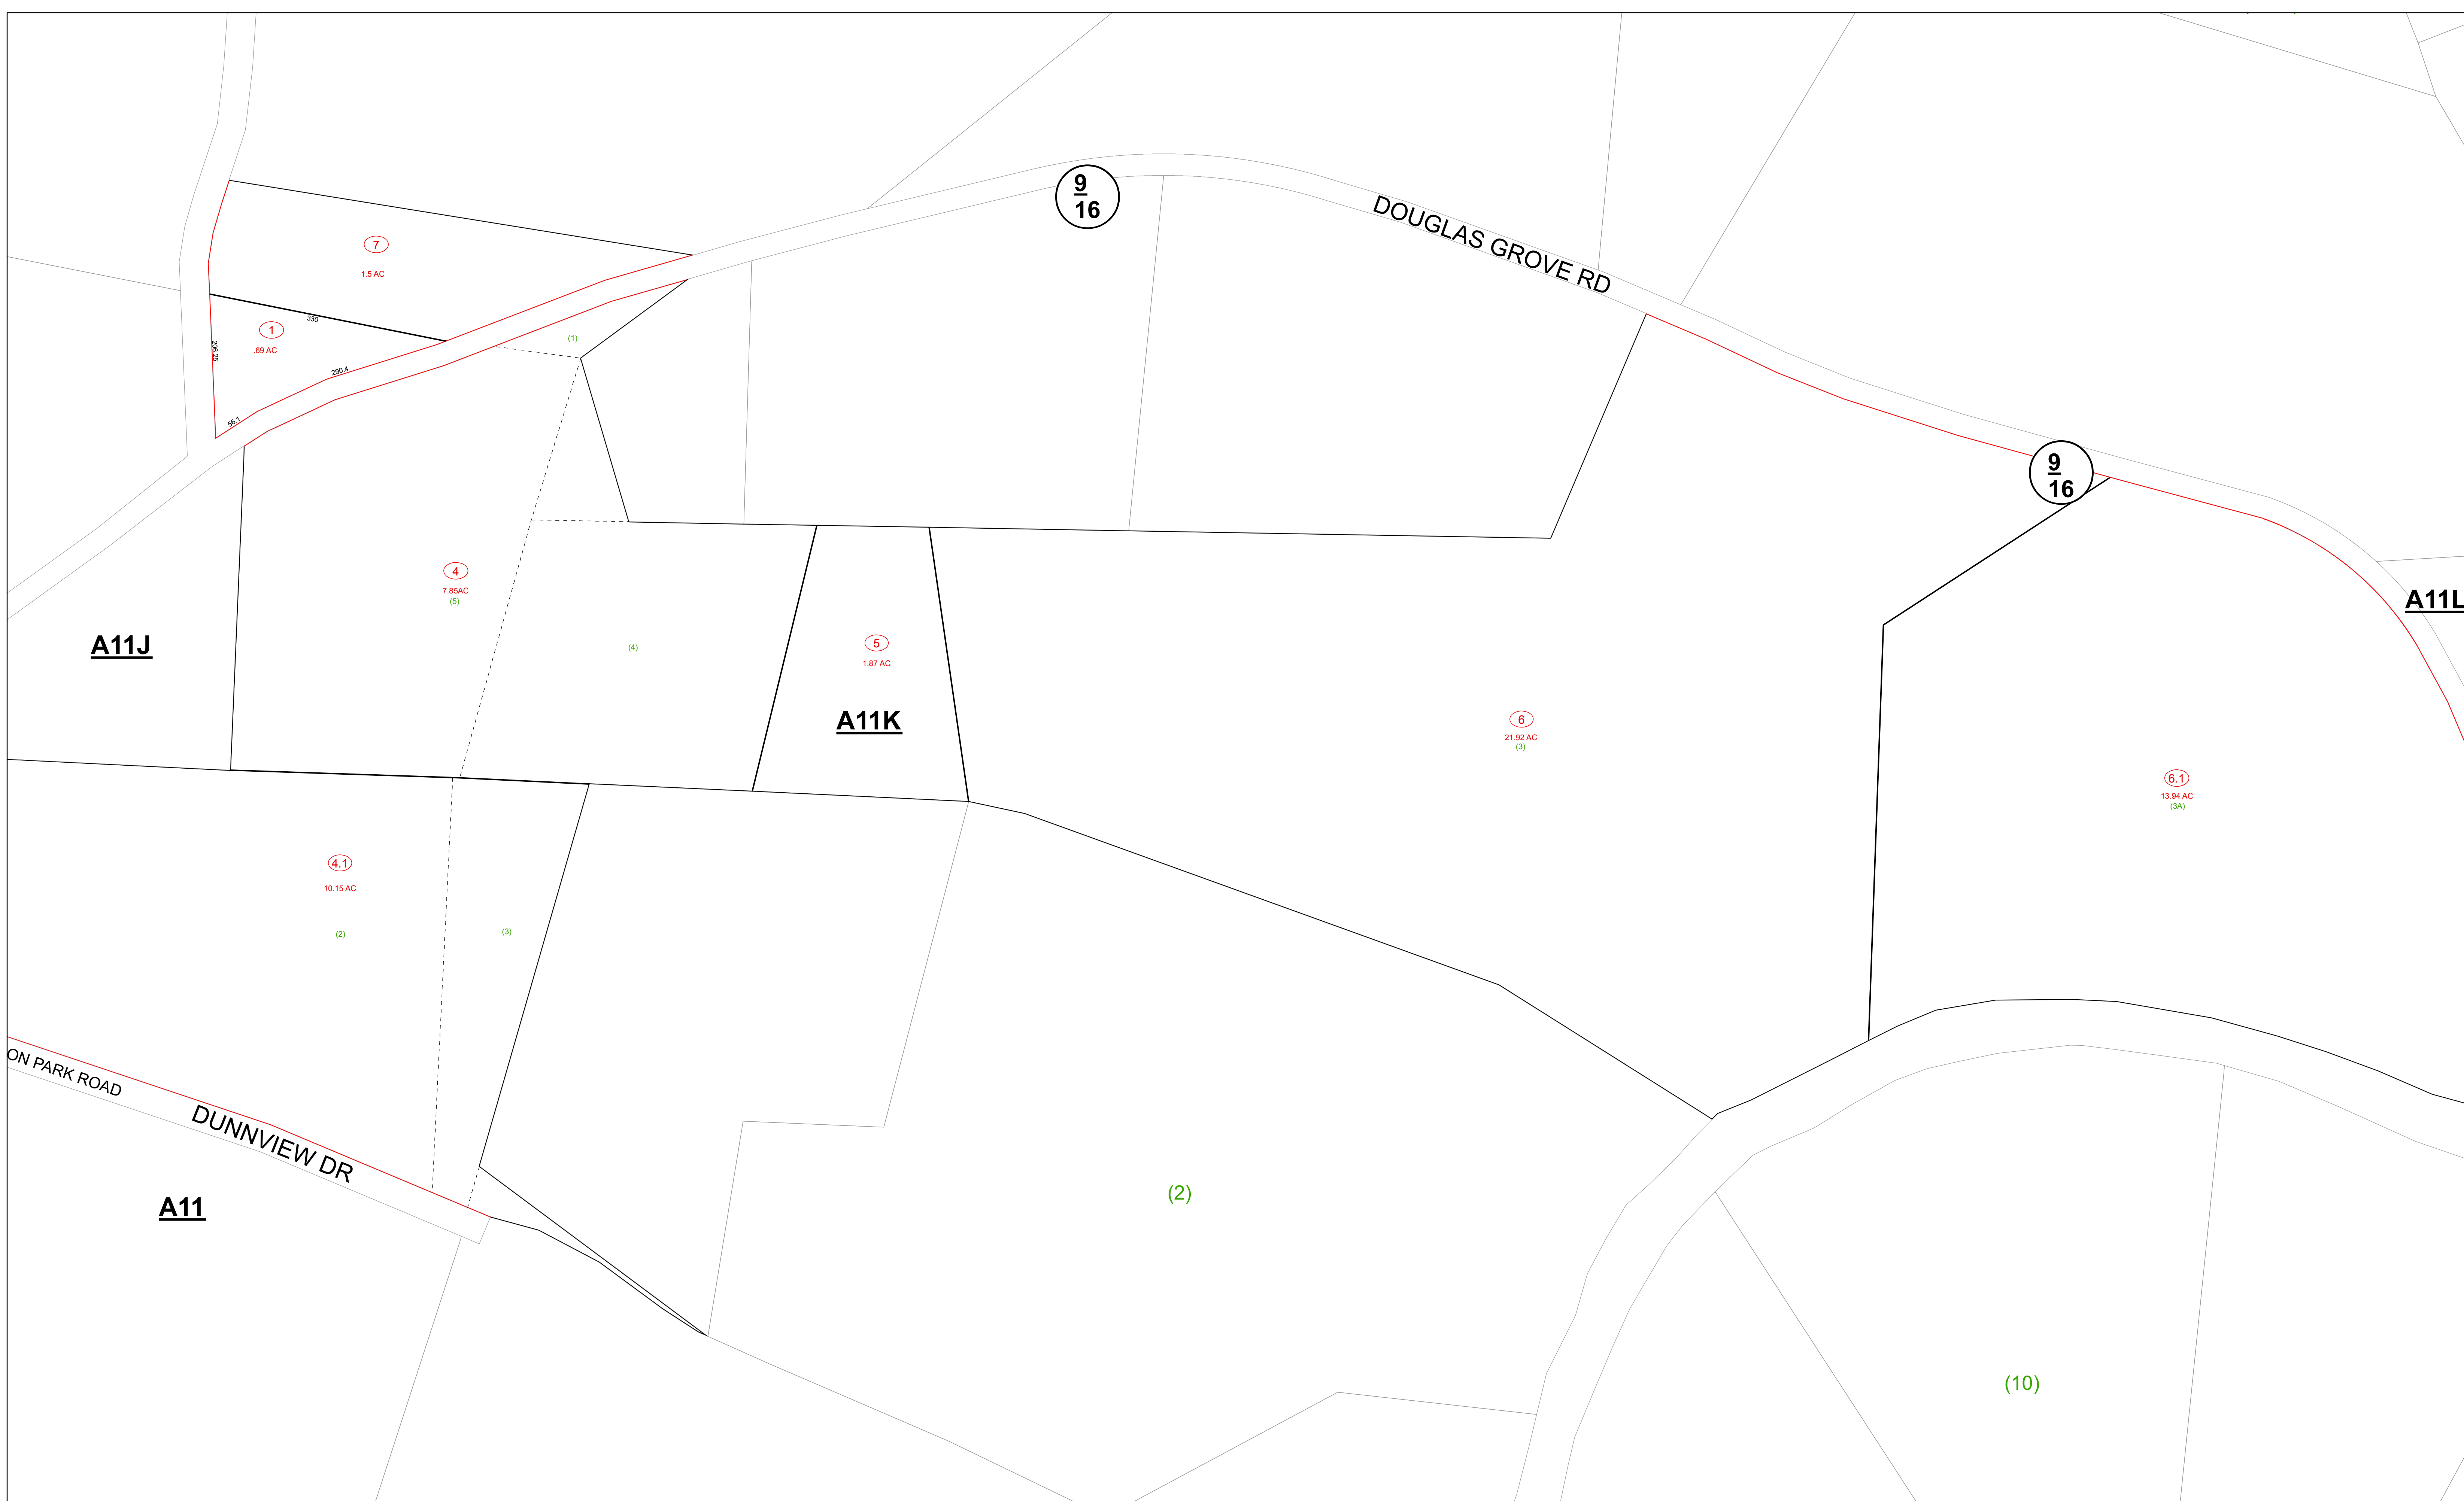 9
16
DOUGLAS GROVE RD
7
1.5 AC
330
1
.69 AC
206.25
290.4
56.1
(1)
9
16
4
7.85AC
(5)
A11J
(4)
5
1.87 AC
A11K
6
21.92 AC
(3)
A11L
6.1
13.94 AC
(3A)
4.1
10.15 AC
(2)
(3)
ON PARK ROAD
DUNNVIEW DR
A11
(2)
(10)